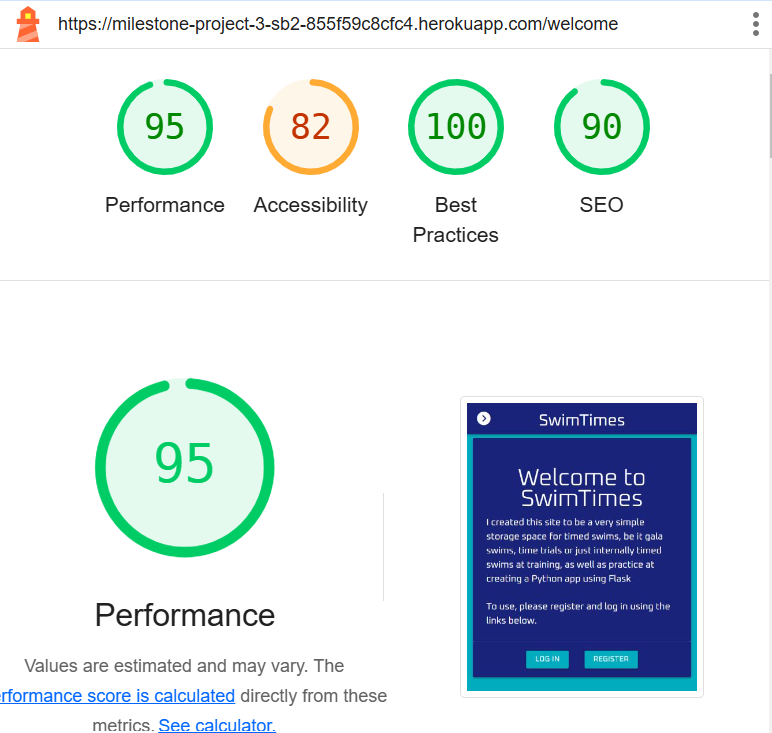 https://milestone-project-3-sb2-855f59c8cfc4.herokuapp.com/welcome
95
82
100
90
Performance
Accessibility
Best
Practices
SEO
95
Performance
Values are estimated and may vary. The
rformance score is calculated directly from these
metrics. See calculator.
SwimTimes
Welcome to
SwimTimes
I created this site to be a very simple
storage space for timed swims, be it gala
swims, time trials or just internally timed
swims at training, as well as practice at
creating a Python app using Flask
To use, please register and log in using the
links below.
LOG IN
REGISTER